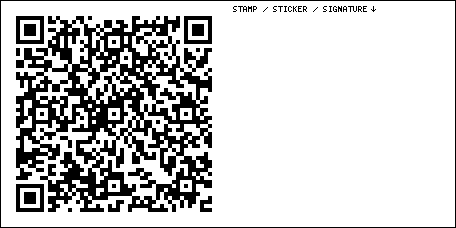 STAMP / STICKER / SIGNATURE ↓